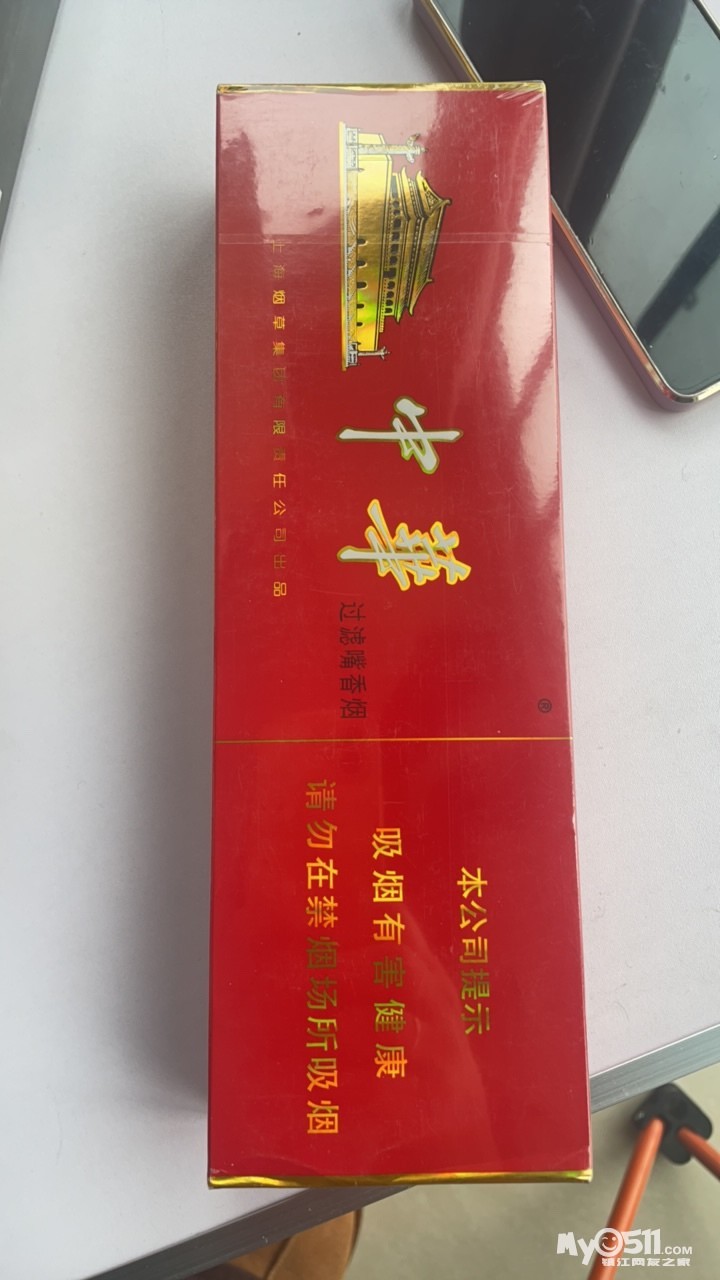 中華
®
过滤嘴香烟
上海烟草集团有限责任公司出品
本公司提示
吸烟有害健康
请勿在禁烟场所吸烟
My0511.COM
镇江网友之家